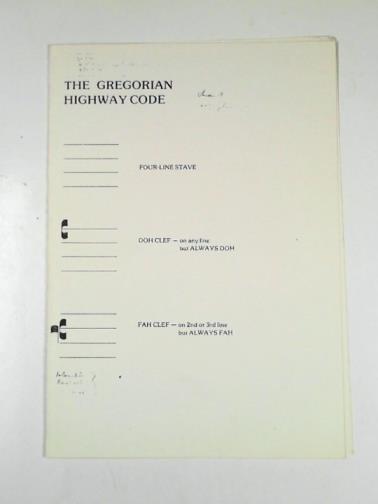 THE GREGORIAN
HIGHWAY CODE
FOUR-LINE STAVE
DOH CLEF — on any line
but ALWAYS DOH
FAH CLEF — on 2nd or 3rd line
but ALWAYS FAH